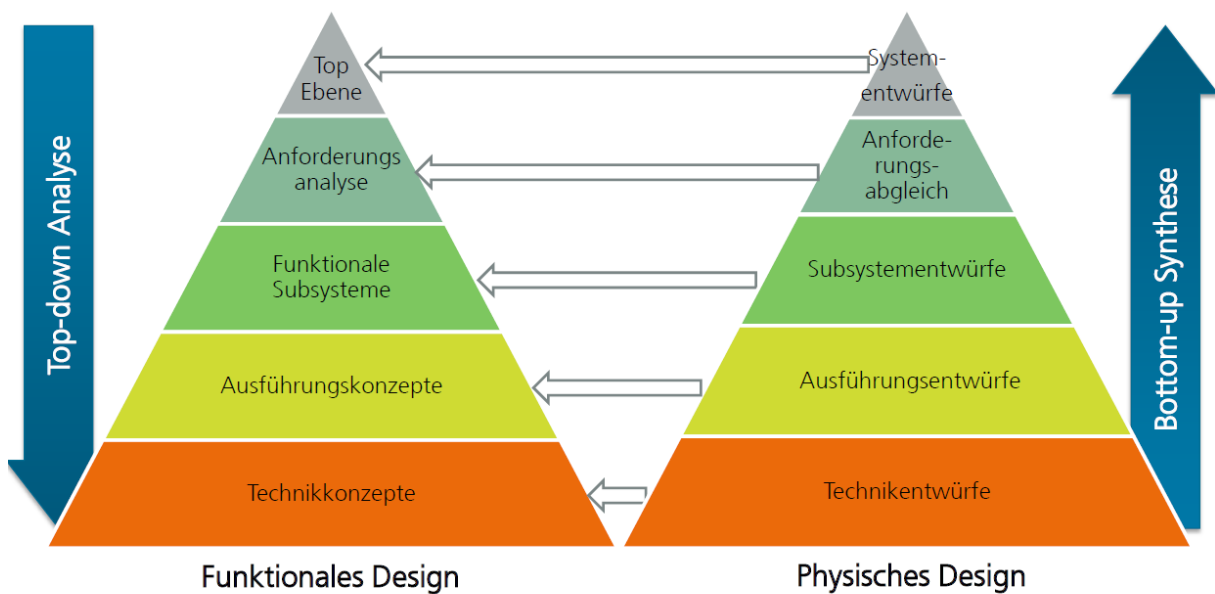 Top-down Analyse
Top
Ebene
Anforderungs
analyse
Funktionale
Subsysteme
Ausführungskonzepte
Technikkonzepte
Funktionales Design
System-
entwürfe
Anforde-
rungs-
abgleich
Subsystementwürfe
Ausführungsentwürfe
Technikentwürfe
Physisches Design
Bottom-up Synthese